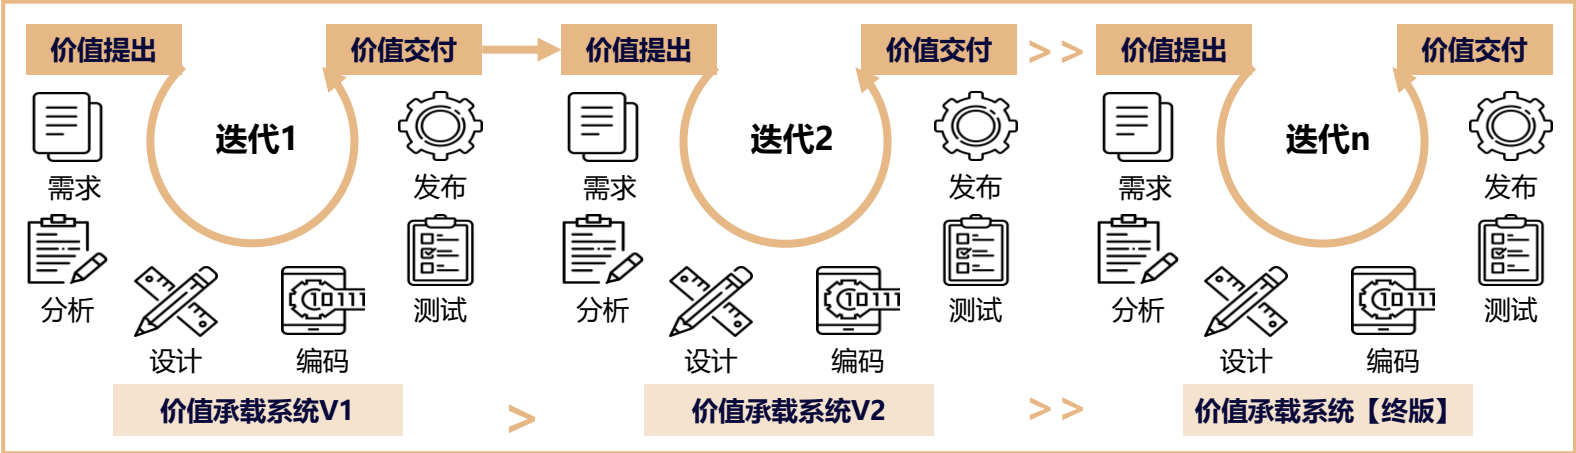 价值提出
价值交付
迭代1
需求
分析
设计
编码
测试
发布
价值承载系统V1
>
价值提出
价值交付
迭代2
需求
分析
设计
编码
测试
发布
价值承载系统V2
>>
>>
价值提出
价值交付
迭代n
需求
分析
设计
编码
测试
发布
价值承载系统【终版】